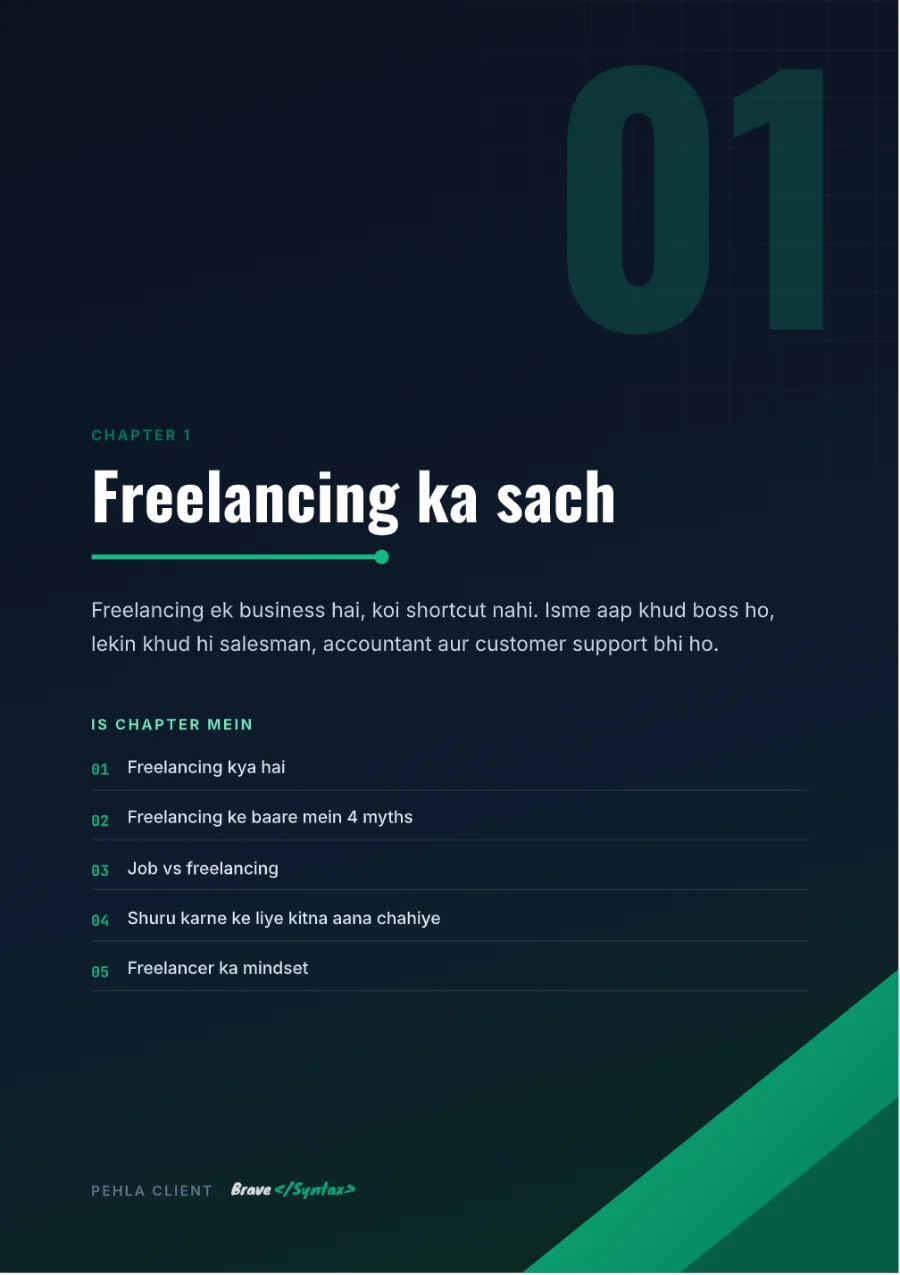 01
CHAPTER 1
Freelancing ka sach
Freelancing ek business hai, koi shortcut nahi. Isme aap khud boss ho,
lekin khud hi salesman, accountant aur customer support bhi ho.
IS CHAPTER MEIN
01 Freelancing kya hai
02 Freelancing ke baare mein 4 myths
03 Job vs freelancing
04 Shuru karne ke liye kitna aana chahiye
05 Freelancer ka mindset
PEHLA CLIENT Brave </Syntax>